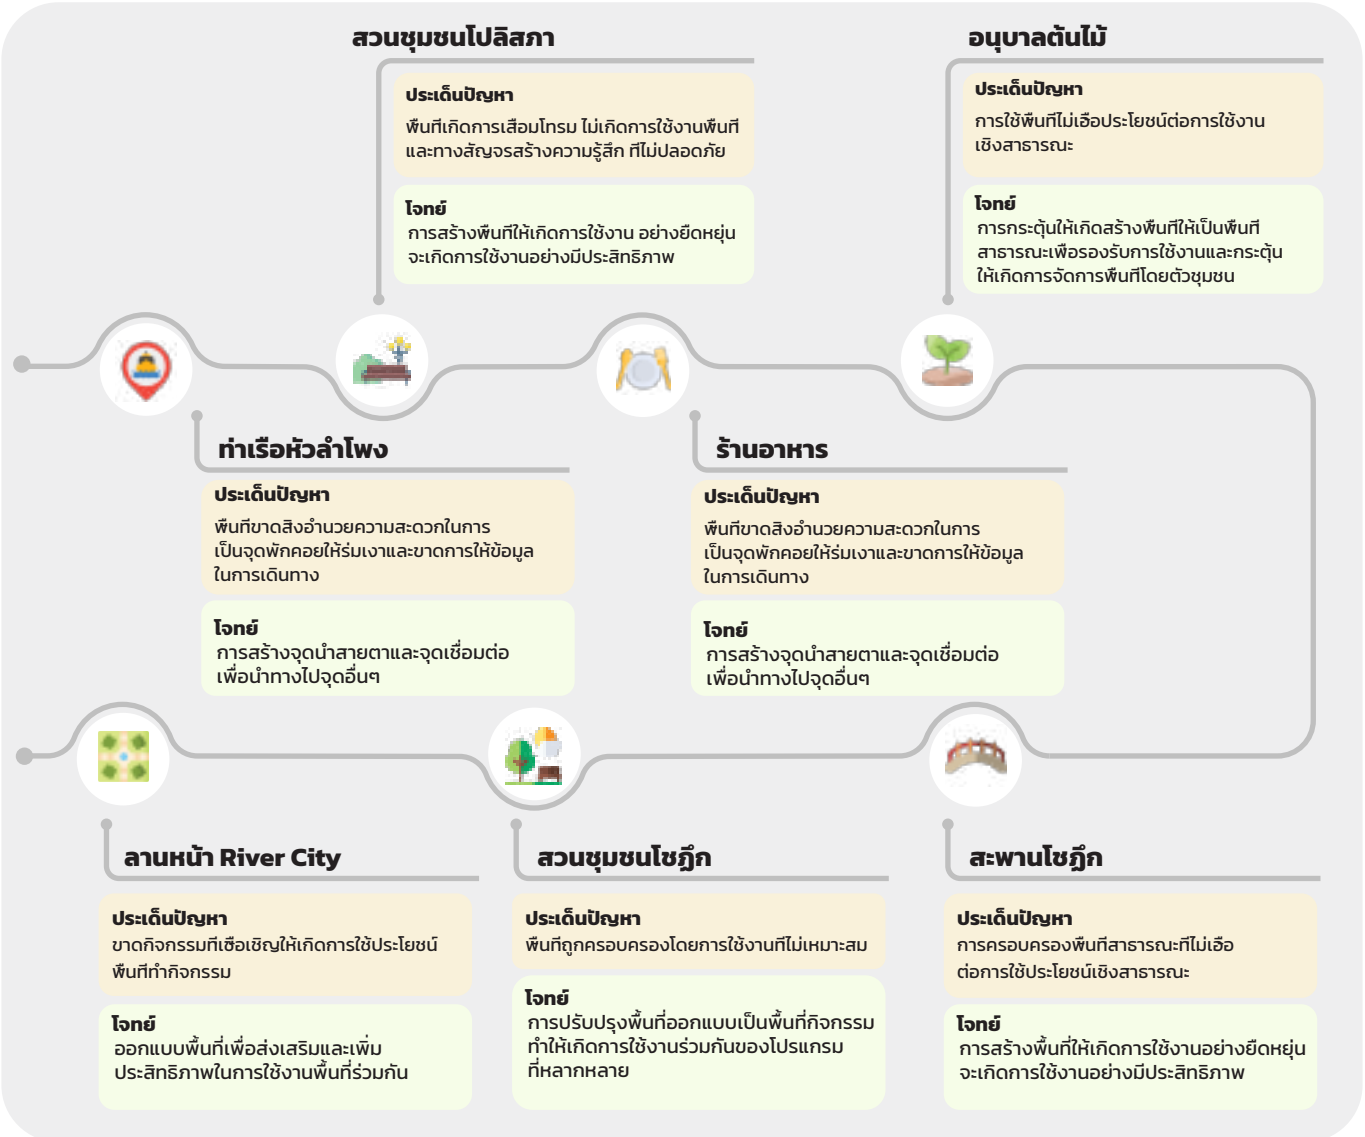 สวนชุมชนโปลิสภา
ประเด็นปัญหา
พืนทีเกิดการเสือมโทรม ไม่เกิดการใช้งานพืนที
และทางสัญจรสร้างความรู้สึก ทีไม่ปลอดภัย
โจทย์
การสร้างพืนทีให้เกิดการใช้งาน อย่างยืดหยุ่น
จะเกิดการใช้งานอย่างมีประสิทธิภาพ
อนุบาลต้นไม้
ประเด็นปัญหา
การใช้พืนทีไม่เอือประโยชน์ต่อการใช้งาน
เชิงสาธารณะ
โจทย์
การกระตุ้นให้เกิดสร้างพืนทีให้เป็นพืนที
สาธารณะเพือรองรับการใช้งานและกระตุ้น
ให้เกิดการจัดการพืนทีโดยตัวชุมชน
ท่าเรือหัวลำโพง
ประเด็นปัญหา
พืนทีขาดสิงอำนวยความสะดวกในการ
เป็นจุดพักคอยให้ร่มเงาและขาดการให้ข้อมูล
ในการเดินทาง
โจทย์
การสร้างจุดนำสายตาและจุดเชื่อมต่อ
เพื่อนำทางไปจุดอื่นๆ
ร้านอาหาร
ประเด็นปัญหา
พืนทีขาดสิงอำนวยความสะดวกในการ
เป็นจุดพักคอยให้ร่มเงาและขาดการให้ข้อมูล
ในการเดินทาง
โจทย์
การสร้างจุดนำสายตาและจุดเชื่อมต่อ
เพื่อนำทางไปจุดอื่นๆ
ลานหน้า River City
ประเด็นปัญหา
ขาดกิจกรรมทีเชือเชิญให้เกิดการใช้ประโยชน์
พืนทีทำกิจกรรม
โจทย์
ออกแบบพื้นที่เพื่อส่งเสริมและเพิ่ม
ประสิทธิภาพในการใช้งานพื้นที่ร่วมกัน
สวนชุมชนโชฎึก
ประเด็นปัญหา
พืนทีถูกครอบครองโดยการใช้งานทีไม่เหมาะสม
โจทย์
การปรับปรุงพื้นที่ออกแบบเป็นพื้นที่กิจกรรม
ทำให้เกิดการใช้งานร่วมกันของโปรแกรม
ที่หลากหลาย
สะพานโชฎึก
ประเด็นปัญหา
การครอบครองพืนทีสาธารณะทีไม่เอือ
ต่อการใช้ประโยชน์เชิงสาธารณะ
โจทย์
การสร้างพื้นที่ให้เกิดการใช้งานอย่างยืดหยุ่น
จะเกิดการใช้งานอย่างมีประสิทธิภาพ